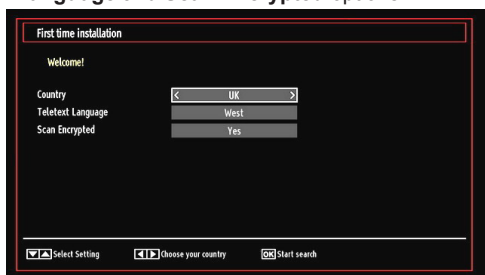 First time installation
Welcome!
Country < UK >
Teletext Language West
Scan Encrypted Yes
Select Setting Choose your country OK Start search